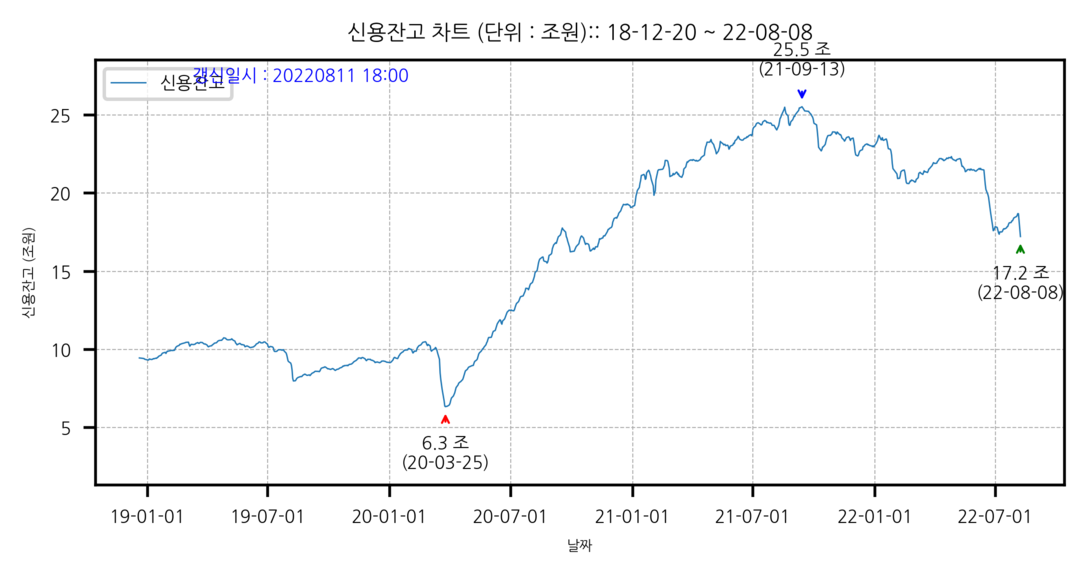 신용잔고 차트 (단위 : 조원):: 18-12-20 ~ 22-08-08
25.5 조
(21-09-13)
신용잔고
갱신일시 : 20220811 18:00
25
20
15
10
5
신용잔고 (조원)
17.2 조
(22-08-08)
6.3 조
(20-03-25)
19-01-01
19-07-01
20-01-01
20-07-01
21-01-01
21-07-01
22-01-01
22-07-01
날짜